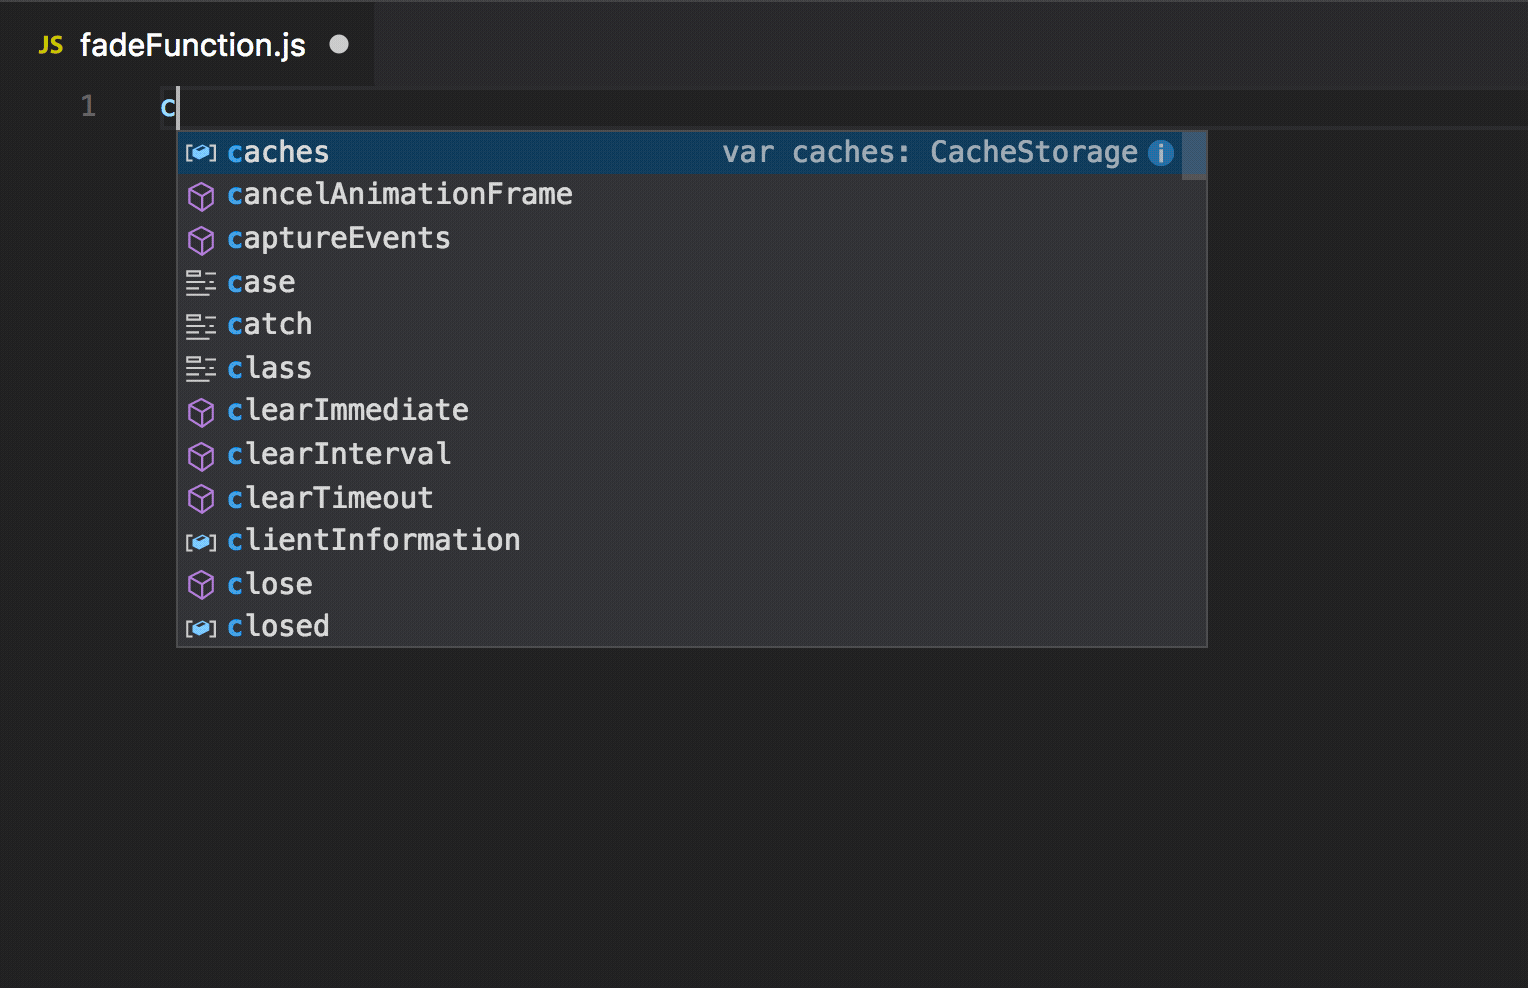 JS fadeFunction.js
1 c
caches var caches: CacheStorage
cancelAnimationFrame
captureEvents
case
catch
class
clearImmediate
clearInterval
clearTimeout
clientInformation
close
closed